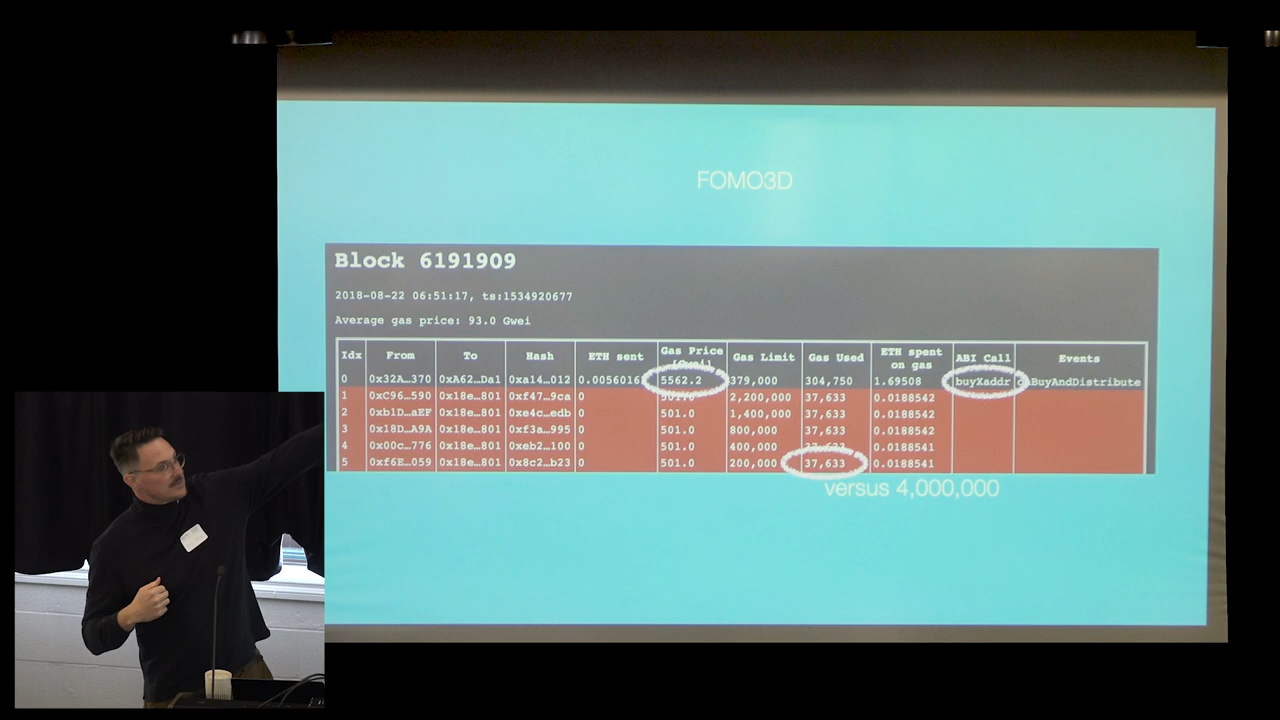 FOMO3D
Block 6191909
2018-08-22 06:51:17, ts:1534920677
Average gas price: 93.0 Gwei
Idx From To Hash ETH sent Gas Price (Gwei) Gas Limit Gas Used ETH spent on gas ABI Call Events
0 0x32A…370 0xA62…Da1 0xa14…012 0.0056016 5562.2 379,000 304,750 1.69508 buyXaddr BuyAndDistribute
1 0xC96…590 0x18e…801 0xf47…9ca 0 501.0 2,200,000 37,633 0.0188542
2 0xb1D…aEF 0x18e…801 0xe4c…edb 0 501.0 1,400,000 37,633 0.0188542
3 0x18D…A9A 0x18e…801 0xf3a…995 0 501.0 800,000 37,633 0.0188542
4 0x00c…776 0x18e…801 0xeb2…100 0 501.0 400,000 37,633 0.0188541
5 0xf6E…059 0x18e…801 0x8c2…b23 0 501.0 200,000 37,633 0.0188541
versus 4,000,000